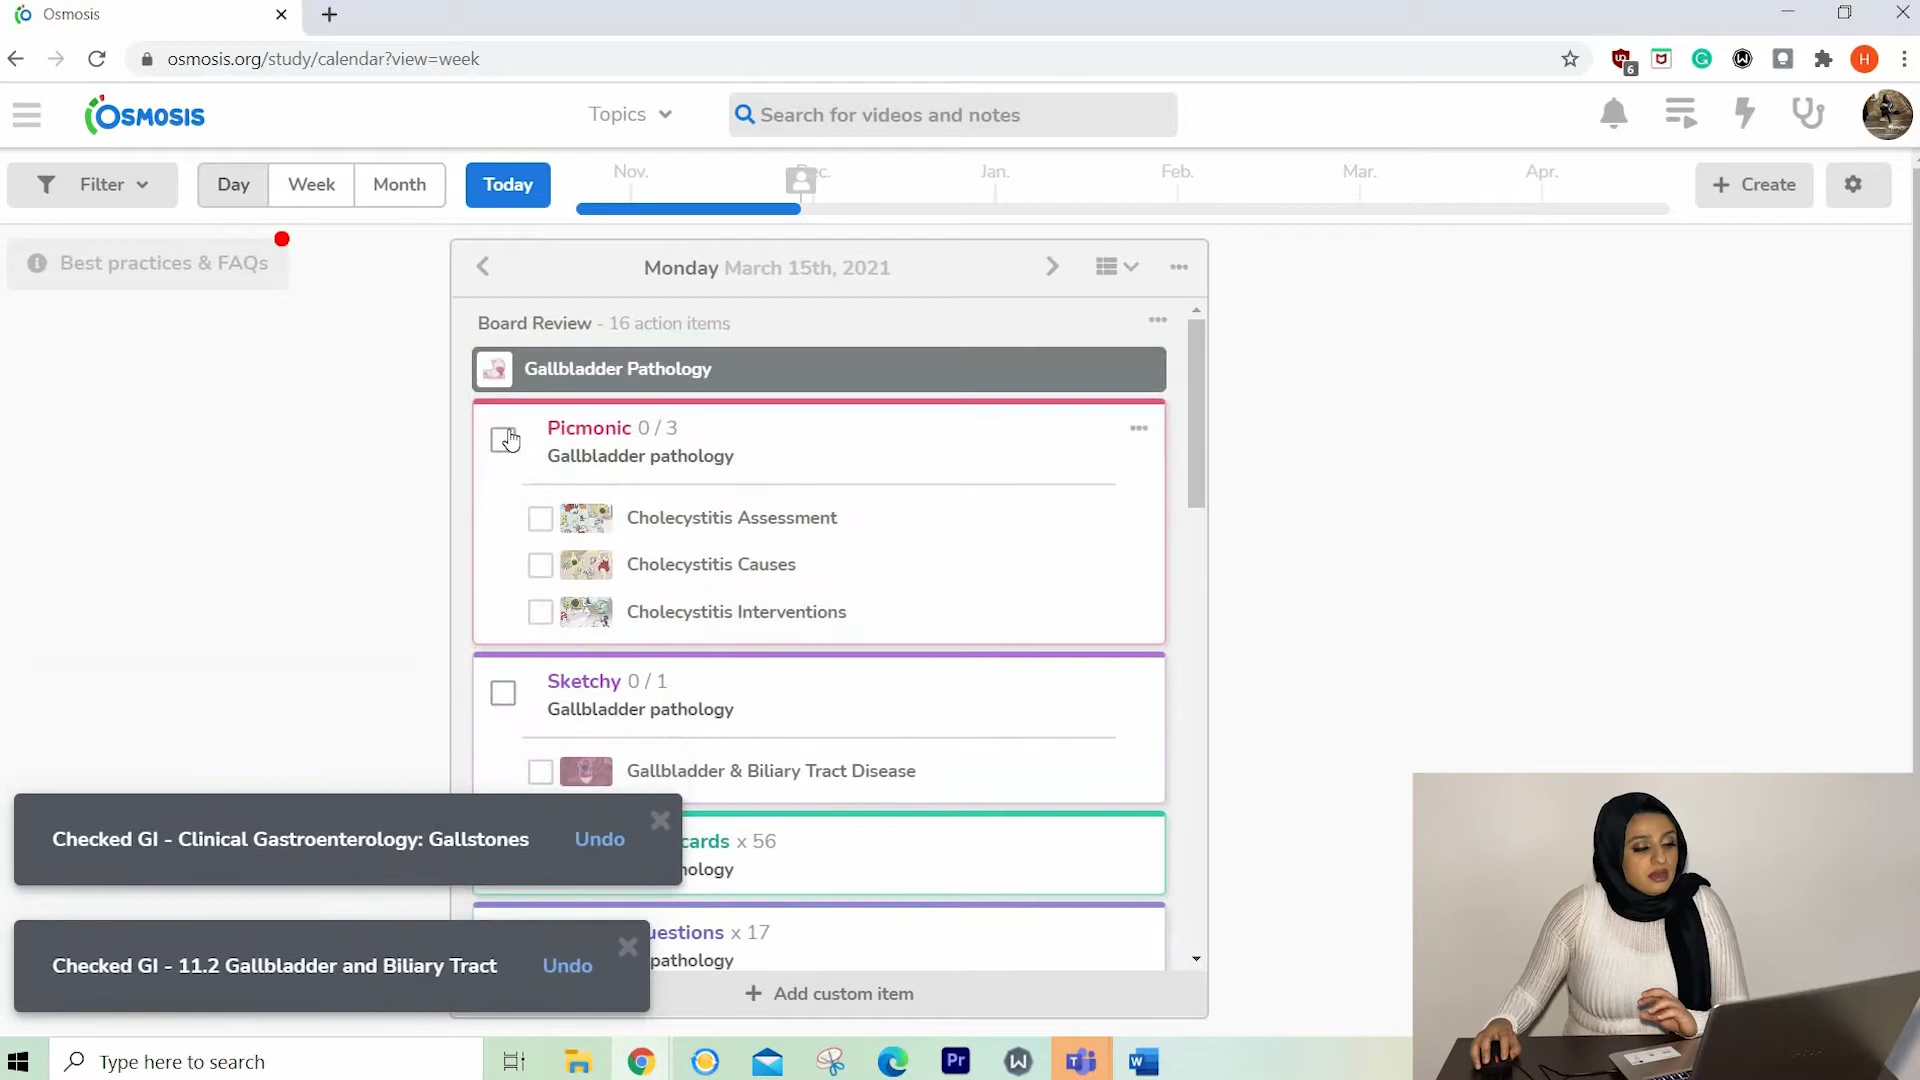 Osmosis
osmosis.org/study/calendar?view=week
6
H
OSMOSIS
Topics
Search for videos and notes
Filter
Day
Week
Month
Today
Nov.
Jan.
Feb.
Mar.
Apr.
+ Create
Best practices & FAQs
Monday March 15th, 2021
Board Review - 16 action items
Gallbladder Pathology
Picmonic 0 / 3
Gallbladder pathology
Cholecystitis Assessment
Cholecystitis Causes
Cholecystitis Interventions
Sketchy 0 / 1
Gallbladder pathology
Gallbladder & Biliary Tract Disease
Checked GI - Clinical Gastroenterology: Gallstones Undo
cards x 56
ology
uestions x 17
pathology
Checked GI - 11.2 Gallbladder and Biliary Tract Undo
+ Add custom item
Type here to search
Pr
W